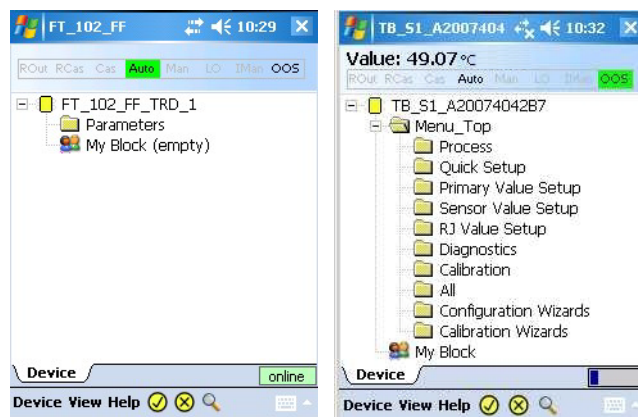 FT_102_FF 10:29
ROut RCas Cas Auto Man LO IMan OOS
FT_102_FF_TRD_1
Parameters
My Block (empty)
Device
online
Device View Help
TB_S1_A2007404 10:32
Value: 49.07 °C
ROut RCas Cas Auto Man LO IMan OOS
TB_S1_A20074042B7
Menu_Top
Process
Quick Setup
Primary Value Setup
Sensor Value Setup
RJ Value Setup
Diagnostics
Calibration
All
Configuration Wizards
Calibration Wizards
My Block
Device
Device View Help